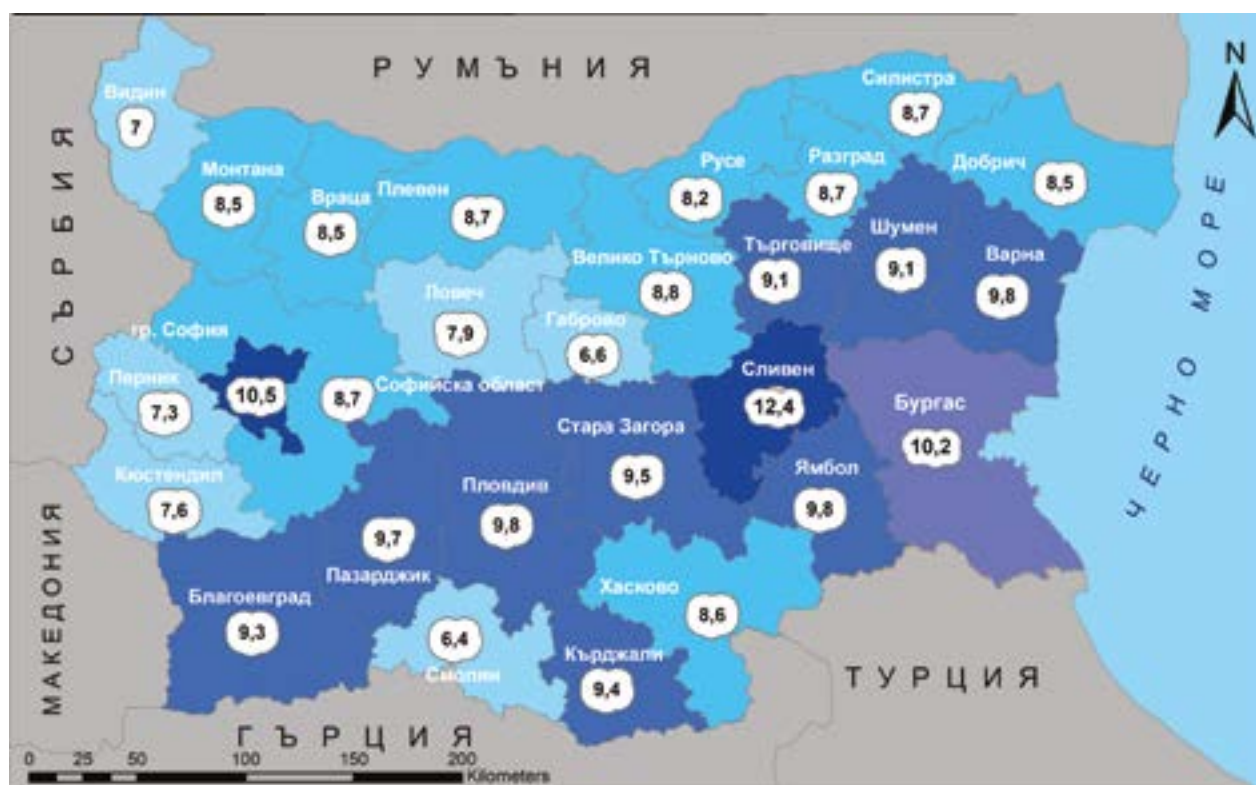 РУМЪНИЯ
N
СЪРБИЯ
Видин
7
Монтана
8,5
Враца
8,5
Плевен
8,7
Русе
8,2
Разград
8,7
Силистра
8,7
Добрич
8,5
Търговище
9,1
Шумен
9,1
Варна
9,8
Велико Търново
8,8
Ловеч
7,9
Габрово
6,6
гр. София
10,5
Софийска област
8,7
Перник
7,3
Кюстендил
7,6
Сливен
12,4
Бургас
10,2
Ямбол
9,8
Стара Загора
9,5
Пловдив
9,8
Пазарджик
9,7
Благоевград
9,3
Смолян
6,4
Кърджали
9,4
Хасково
8,6
ЧЕРНО МОРЕ
МАКЕДОНИЯ
ГЪРЦИЯ
ТУРЦИЯ
0 25 50 100 150 200
Kilometers